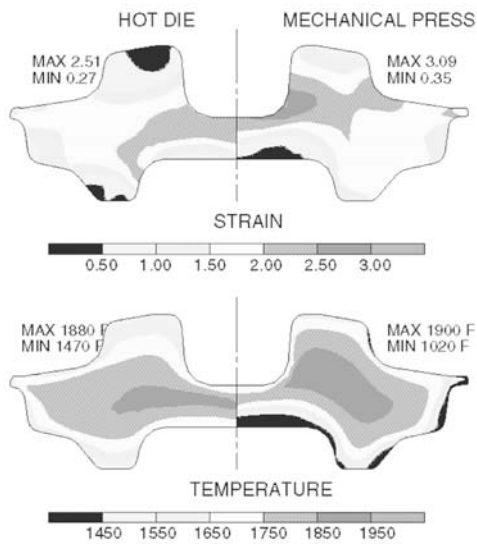 HOT DIE
MECHANICAL PRESS
MAX 2.51
MIN 0.27
MAX 3.09
MIN 0.35
STRAIN
0.50 1.00 1.50 2.00 2.50 3.00
MAX 1880 F
MIN 1470 F
MAX 1900 F
MIN 1020 F
TEMPERATURE
1450 1550 1650 1750 1850 1950